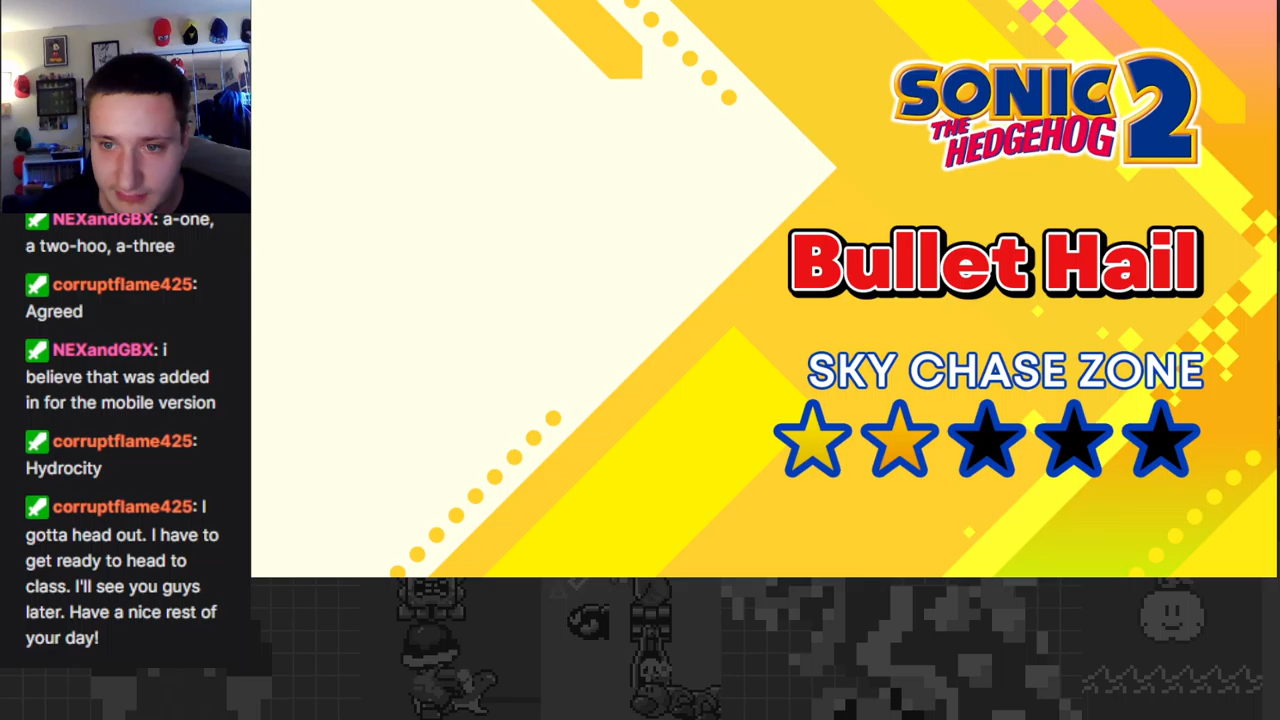 NEXandGBX: a-one,
a two-hoo, a-three
corruptflame425:
Agreed
NEXandGBX: i
believe that was added
in for the mobile version
corruptflame425:
Hydrocity
corruptflame425: I
gotta head out. I have to
get ready to head to
class. I'll see you guys
later. Have a nice rest of
your day!
SONIC
THE
HEDGEHOG 2
Bullet Hail
SKY CHASE ZONE